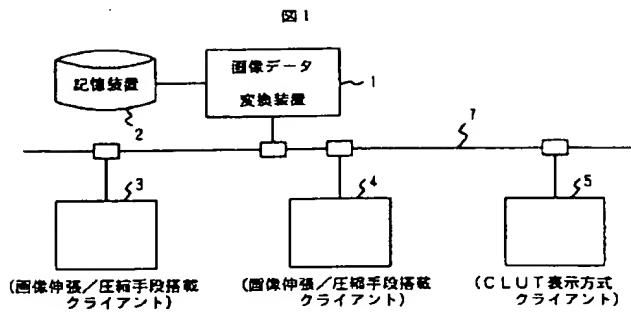 図1
記憶装置
画像データ
変換装置
1
2
7
3
4
5
(画像伸張/圧縮手段搭載
クライアント)
(画像伸張/圧縮手段搭載
クライアント)
(CLUT表示方式
クライアント)